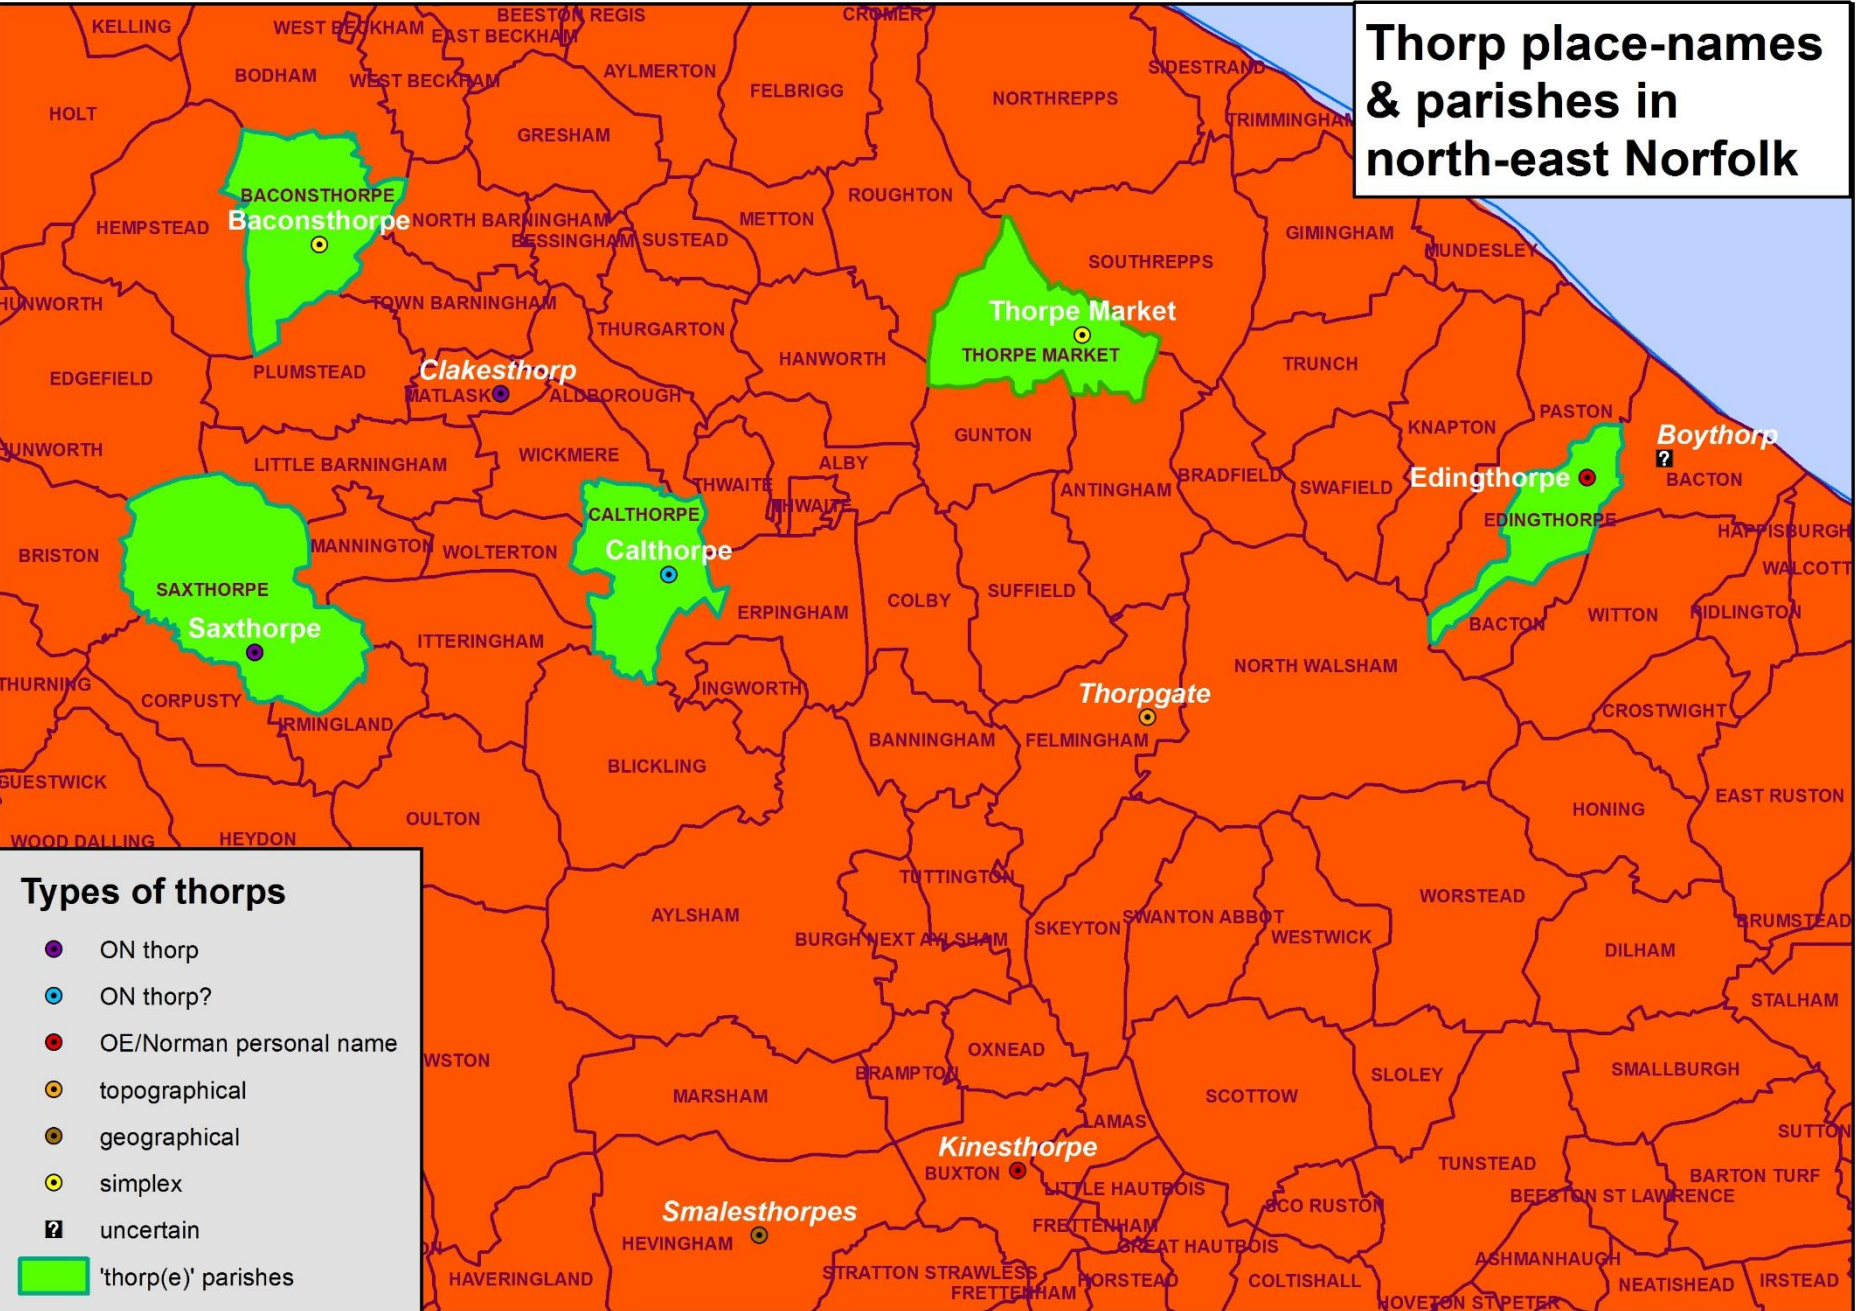 Thorp place-names
& parishes in
north-east Norfolk
KELLING
WEST BECKHAM
BEESTON REGIS
EAST BECKHAM
CROMER
BODHAM
WEST BECKHAM
AYLMERTON
FELBRIGG
NORTHREPPS
SIDESTRAND
TRIMMINGHAM
HOLT
GRESHAM
BACONSTHORPE
Baconsthorpe
HEMPSTEAD
NORTH BARNINGHAM
BESSINGHAM
SUSTEAD
METTON
ROUGHTON
SOUTHREPPS
GIMINGHAM
MUNDESLEY
HUNWORTH
TOWN BARNINGHAM
THURGARTON
HANWORTH
Thorpe Market
THORPE MARKET
TRUNCH
EDGEFIELD
PLUMSTEAD
Clakesthorp
MATLASK
ALDBOROUGH
GUNTON
KNAPTON
PASTON
Boythorp
?
BACTON
HUNWORTH
LITTLE BARNINGHAM
WICKMERE
THWAITE
ALBY
THWAITE
ANTINGHAM
BRADFIELD
SWAFIELD
Edingthorpe
EDINGTHORPE
HAPPISBURGH
WALCOTT
BRISTON
MANNINGTON
WOLTERTON
CALTHORPE
Calthorpe
SAXTHORPE
Saxthorpe
ITTERINGHAM
ERPINGHAM
COLBY
SUFFIELD
BACTON
WITTON
RIDLINGTON
THURNING
CORPUSTY
IRMINGLAND
INGWORTH
Thorpgate
NORTH WALSHAM
CROSTWIGHT
BLICKLING
BANNINGHAM
FELMINGHAM
GUESTWICK
OULTON
HONING
EAST RUSTON
WOOD DALLING
HEYDON
TUTTINGTON
AYLSHAM
BURGH NEXT AYLSHAM
SKEYTON
SWANTON ABBOT
WESTWICK
WORSTEAD
DILHAM
BRUMSTEAD
STALHAM
WSTON
OXNEAD
BRAMPTON
MARSHAM
LAMAS
SCOTTOW
SLOLEY
SMALLBURGH
SUTTON
Kinesthorpe
BUXTON
LITTLE HAUTBOIS
TUNSTEAD
BARTON TURF
BEESTON ST LAWRENCE
Smalesthorpes
HEVINGHAM
FRETTENHAM
SCO RUSTON
GREAT HAUTBOIS
HAVERINGLAND
STRATTON STRAWLESS
FRETTENHAM
HORSTEAD
COLTISHALL
ASHMANHAUGH
NEATISHEAD
IRSTEAD
HOVETON ST PETER
Types of thorps
ON thorp
ON thorp?
OE/Norman personal name
topographical
geographical
simplex
? uncertain
'thorp(e)' parishes